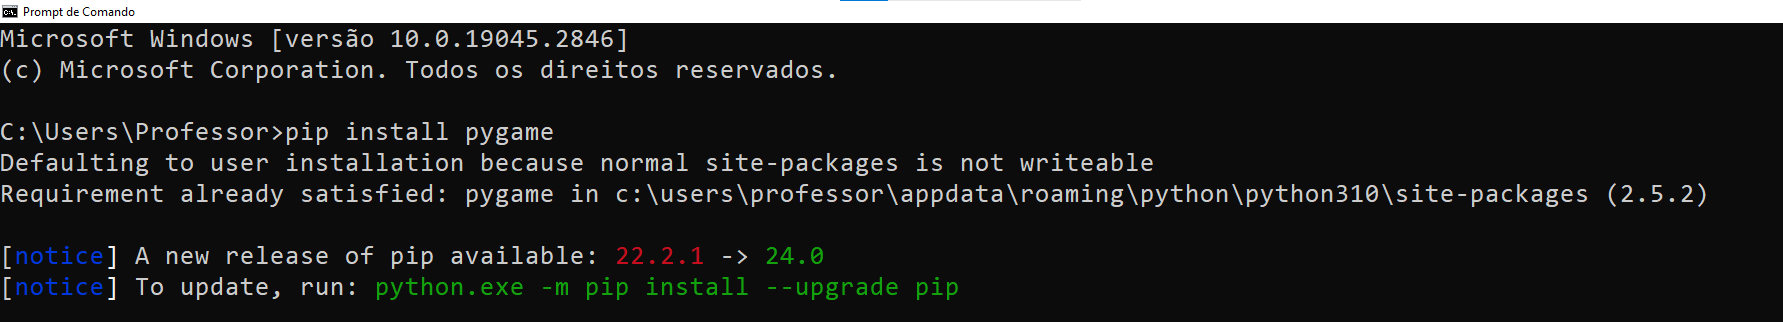 Prompt de Comando
Microsoft Windows [versão 10.0.19045.2846]
(c) Microsoft Corporation. Todos os direitos reservados.
C:\Users\Professor>pip install pygame
Defaulting to user installation because normal site-packages is not writeable
Requirement already satisfied: pygame in c:\users\professor\appdata\roaming\python\python310\site-packages (2.5.2)
[notice] A new release of pip available: 22.2.1 -> 24.0
[notice] To update, run: python.exe -m pip install --upgrade pip